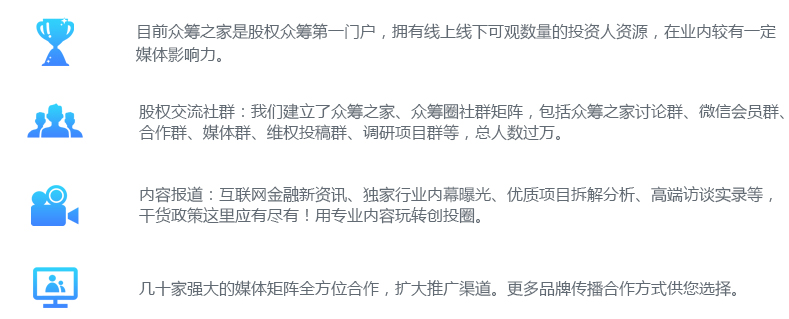 目前众筹之家是股权众筹第一门户，拥有线上线下可观数量的投资人资源，在业内较有一定
媒体影响力。
股权交流社群：我们建立了众筹之家、众筹圈社群矩阵，包括众筹之家讨论群、微信会员群、
合作群、媒体群、维权投稿群、调研项目群等，总人数过万。
内容报道：互联网金融新资讯、独家行业内幕曝光、优质项目拆解分析、高端访谈实录等，
干货政策这里应有尽有！用专业内容玩转创投圈。
几十家强大的媒体矩阵全方位合作，扩大推广渠道。更多品牌传播合作方式供您选择。